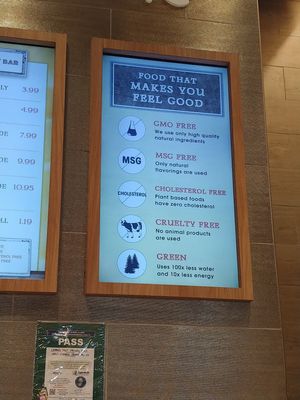 BAR
3.99
4.99
7.99
9.99
10.95
1.19
FOOD THAT
MAKES YOU
FEEL GOOD
GMO FREE
We use only high quality
natural ingredients
MSG
MSG FREE
Only natural
flavorings are used
CHOLESTEROL
CHOLESTEROL FREE
Plant based foods
have zero cholesterol
CRUELTY FREE
No animal products
are used
GREEN
Uses 100x less water
and 10x less energy
PASS